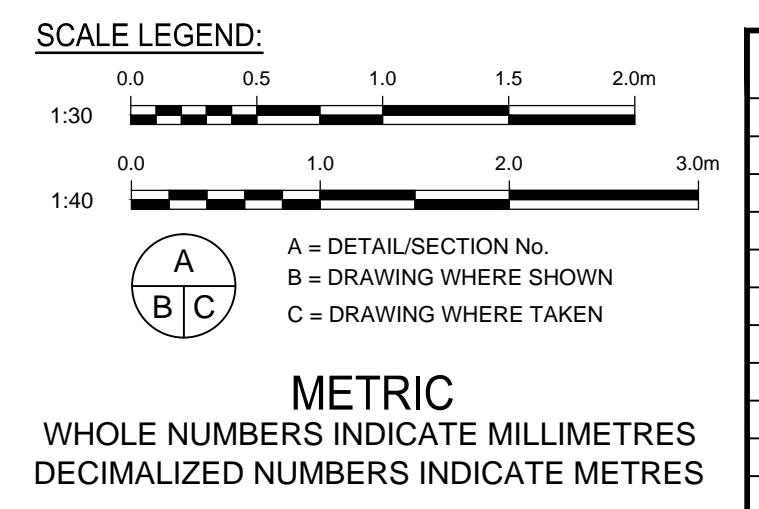 SCALE LEGEND:
0.0 0.5 1.0 1.5 2.0m
1:30
0.0 1.0 2.0 3.0m
1:40
A
B C
A = DETAIL/SECTION No.
B = DRAWING WHERE SHOWN
C = DRAWING WHERE TAKEN
METRIC
WHOLE NUMBERS INDICATE MILLIMETRES
DECIMALIZED NUMBERS INDICATE METRES